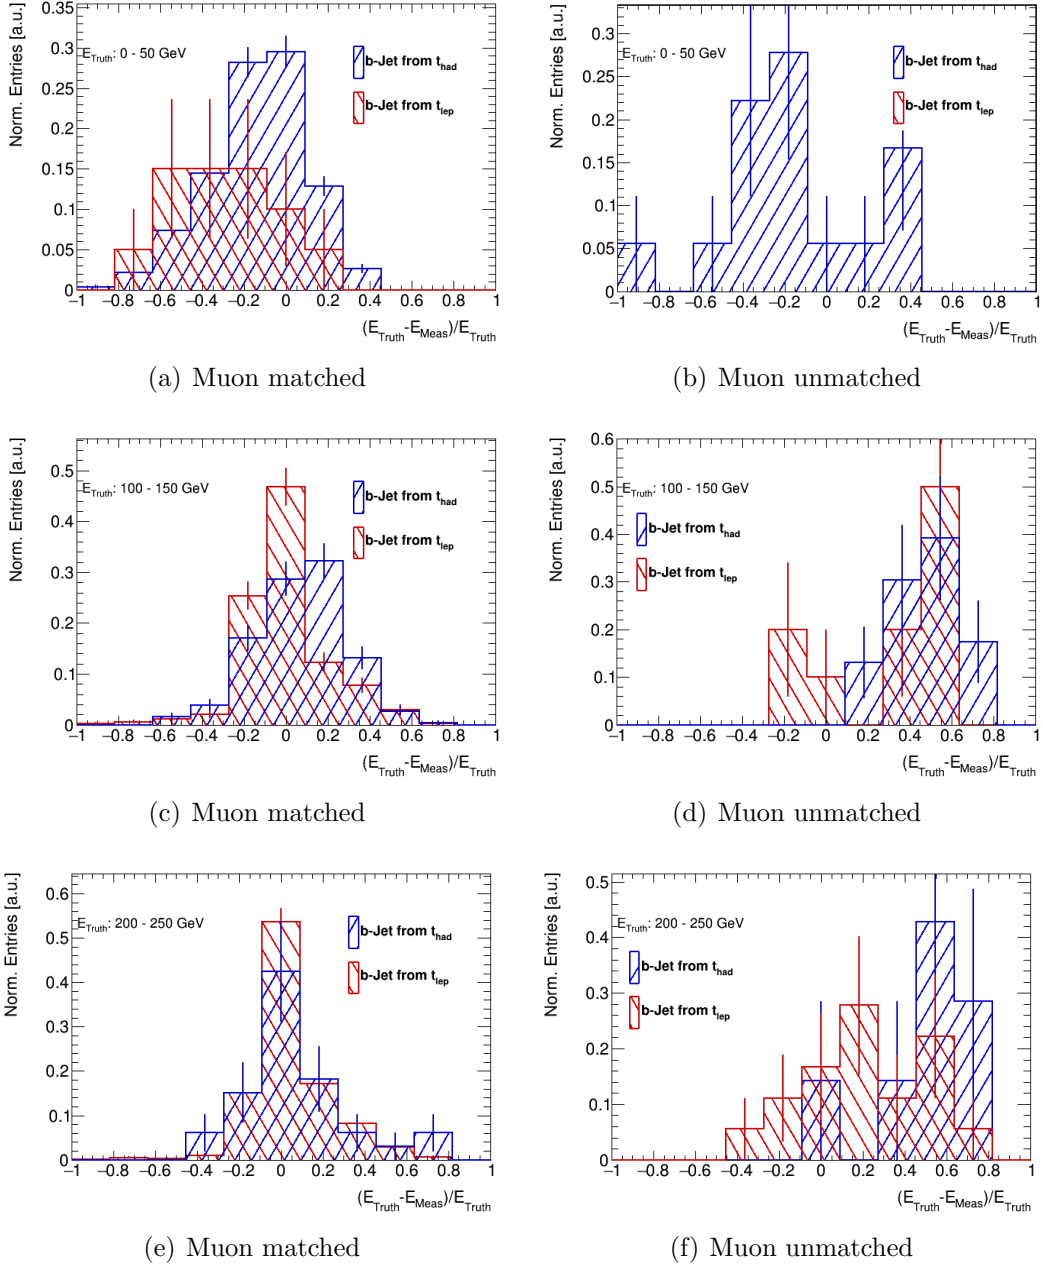 Norm. Entries [a.u.]
0.35
0.3
0.25
0.2
0.15
0.1
0.05
0
E_Truth: 0 - 50 GeV
b-Jet from t_had
b-Jet from t_lep
−1 −0.8 −0.6 −0.4 −0.2 0 0.2 0.4 0.6 0.8 1
(E_Truth-E_Meas)/E_Truth
(a) Muon matched
Norm. Entries [a.u.]
0.3
0.25
0.2
0.15
0.1
0.05
0
E_Truth: 0 - 50 GeV
b-Jet from t_had
b-Jet from t_lep
−1 −0.8 −0.6 −0.4 −0.2 0 0.2 0.4 0.6 0.8 1
(E_Truth-E_Meas)/E_Truth
(b) Muon unmatched
Norm. Entries [a.u.]
0.5
0.4
0.3
0.2
0.1
0
E_Truth: 100 - 150 GeV
b-Jet from t_had
b-Jet from t_lep
−1 −0.8 −0.6 −0.4 −0.2 0 0.2 0.4 0.6 0.8 1
(E_Truth-E_Meas)/E_Truth
(c) Muon matched
Norm. Entries [a.u.]
0.6
0.5
0.4
0.3
0.2
0.1
0
E_Truth: 100 - 150 GeV
b-Jet from t_had
b-Jet from t_lep
−1 −0.8 −0.6 −0.4 −0.2 0 0.2 0.4 0.6 0.8 1
(E_Truth-E_Meas)/E_Truth
(d) Muon unmatched
Norm. Entries [a.u.]
0.6
0.5
0.4
0.3
0.2
0.1
0
E_Truth: 200 - 250 GeV
b-Jet from t_had
b-Jet from t_lep
−1 −0.8 −0.6 −0.4 −0.2 0 0.2 0.4 0.6 0.8 1
(E_Truth-E_Meas)/E_Truth
(e) Muon matched
Norm. Entries [a.u.]
0.5
0.4
0.3
0.2
0.1
0
E_Truth: 200 - 250 GeV
b-Jet from t_had
b-Jet from t_lep
−1 −0.8 −0.6 −0.4 −0.2 0 0.2 0.4 0.6 0.8 1
(E_Truth-E_Meas)/E_Truth
(f) Muon unmatched